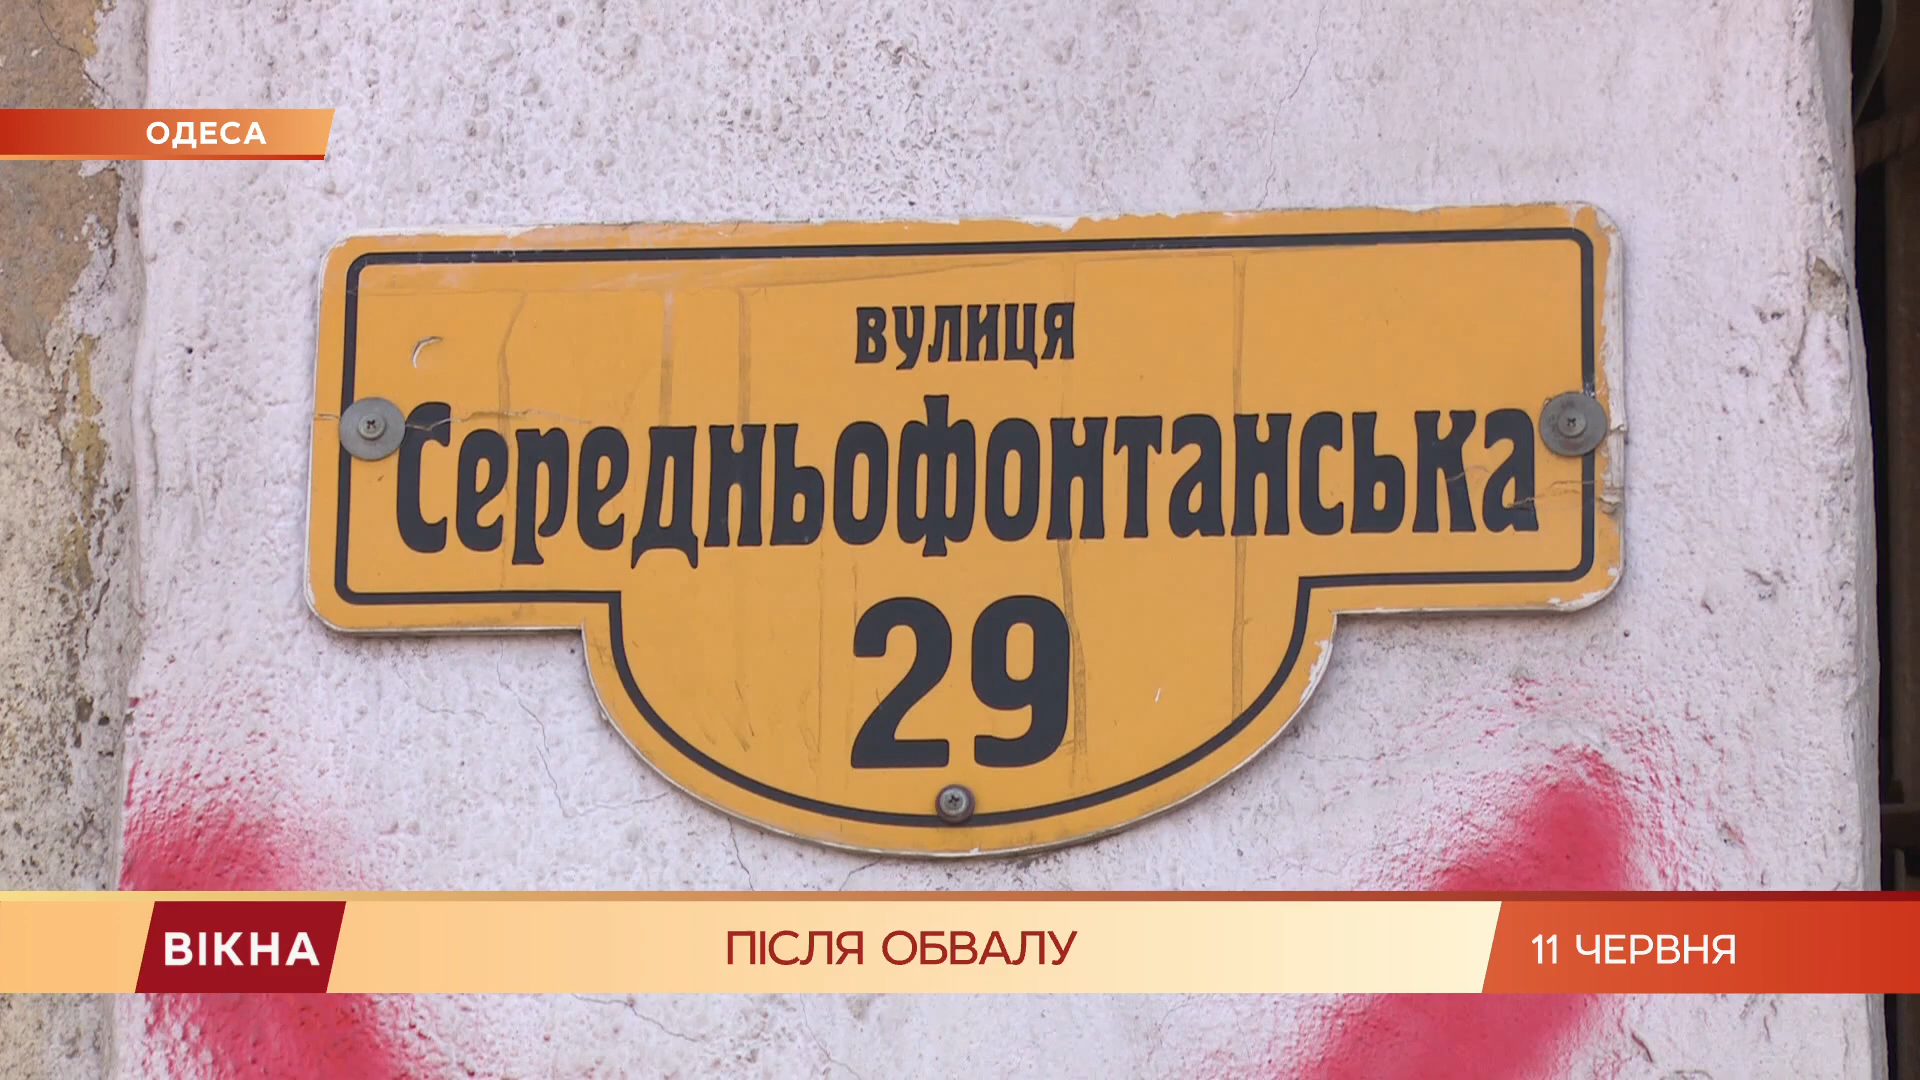 ОДЕСА
вулиця
Середньофонтанська
29
ВІКНА
ПІСЛЯ ОБВАЛУ
11 ЧЕРВНЯ